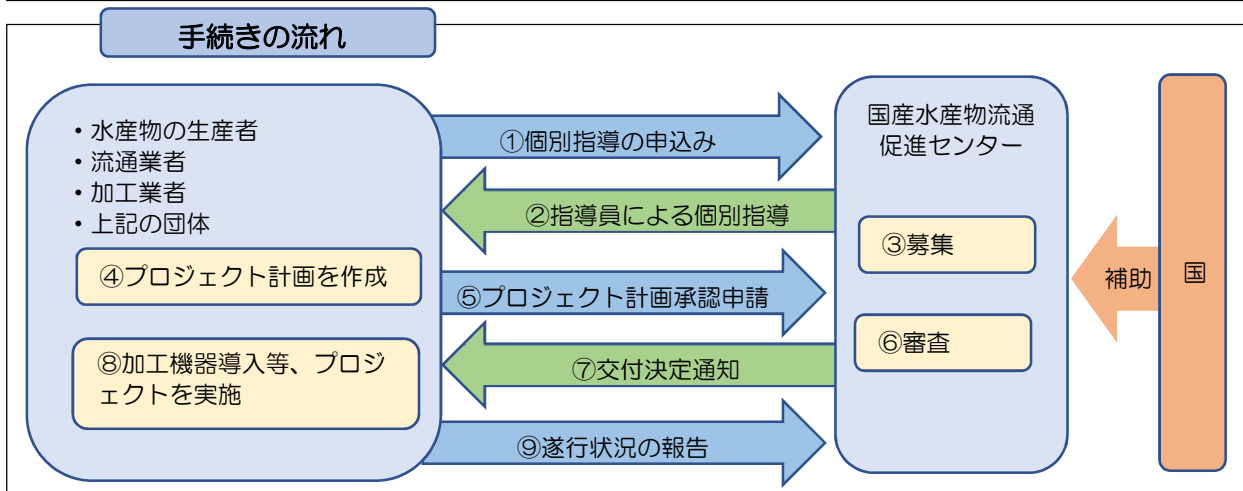 手続きの流れ
・水産物の生産者
・流通業者
・加工業者
・上記の団体
④プロジェクト計画を作成
⑧加工機器導入等、プロジ
ェクトを実施
①個別指導の申込み
②指導員による個別指導
⑤プロジェクト計画承認申請
⑦交付決定通知
⑨遂行状況の報告
国産水産物流通
促進センター
③募集
⑥審査
補助
国